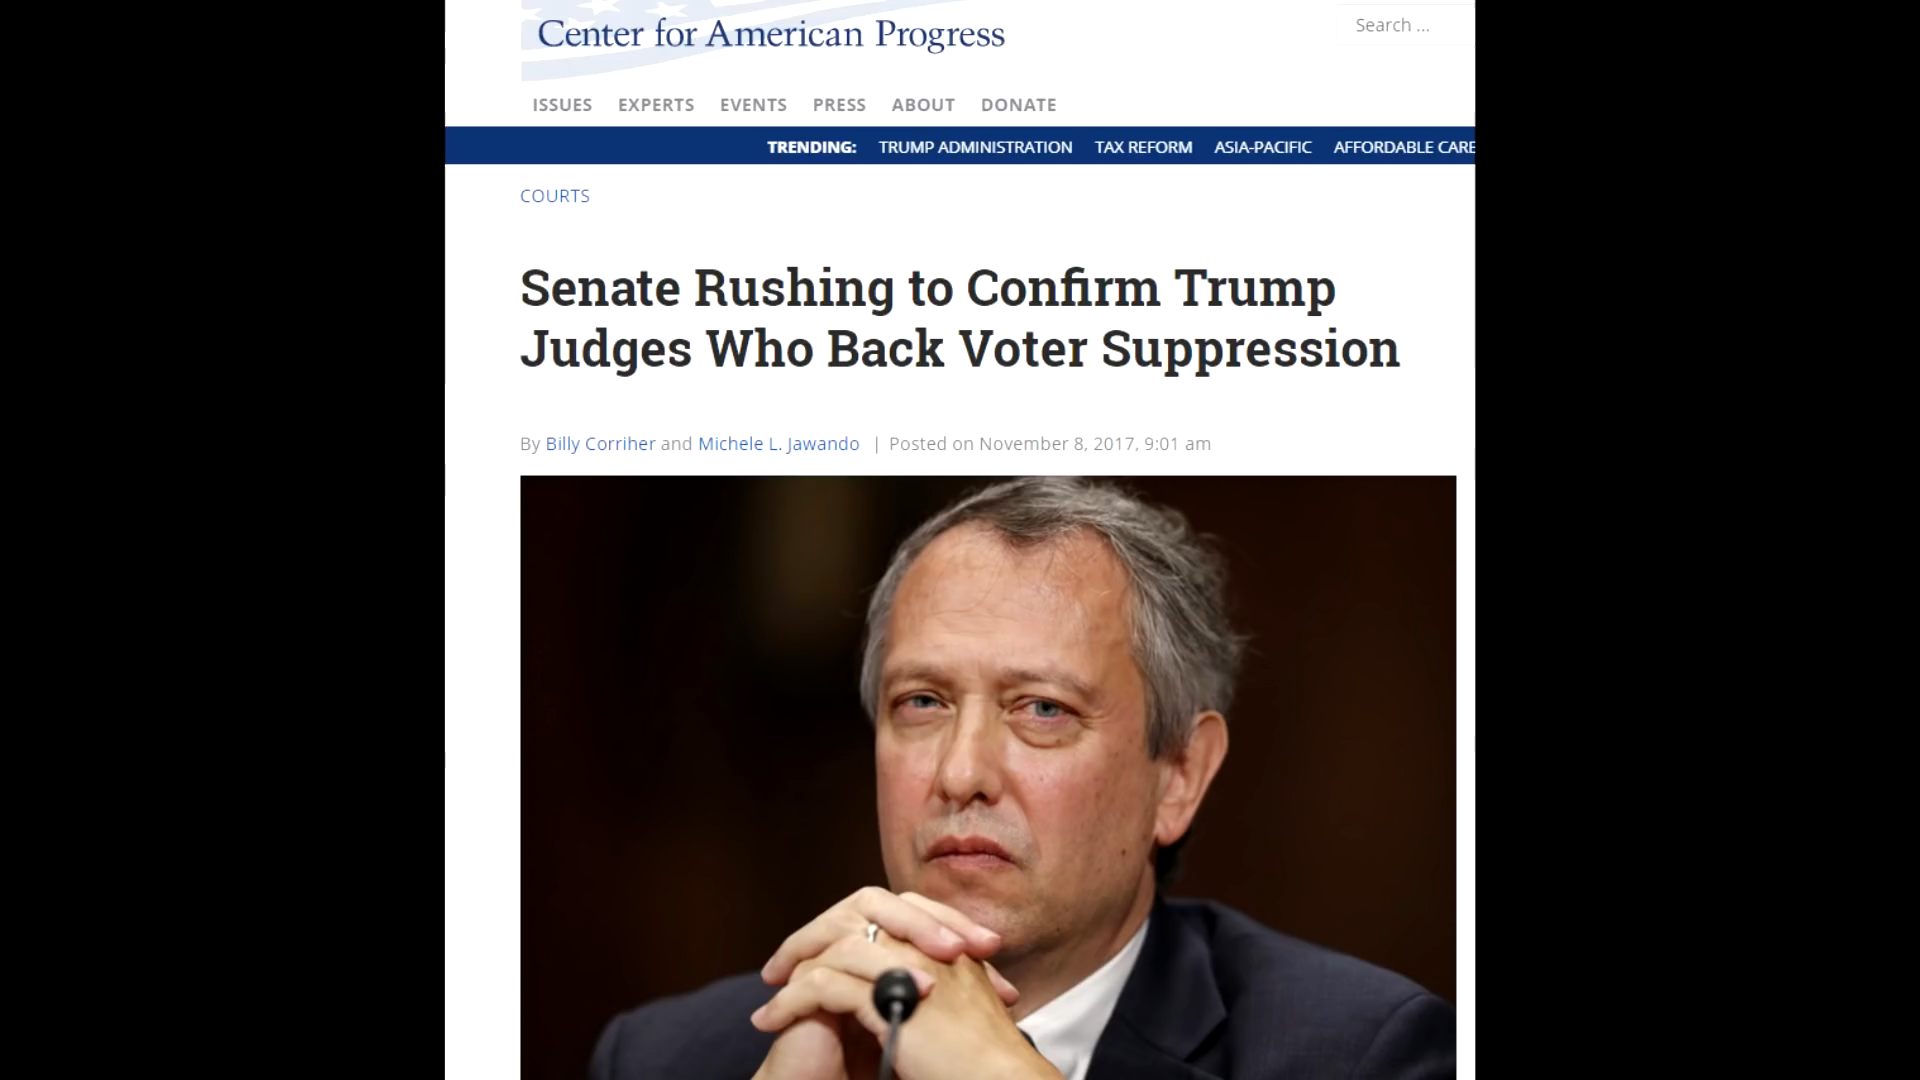 Center for American Progress
Search ...
ISSUES EXPERTS EVENTS PRESS ABOUT DONATE
TRENDING: TRUMP ADMINISTRATION TAX REFORM ASIA-PACIFIC AFFORDABLE CARE
COURTS
Senate Rushing to Confirm Trump
Judges Who Back Voter Suppression
By Billy Corriher and Michele L. Jawando | Posted on November 8, 2017, 9:01 am